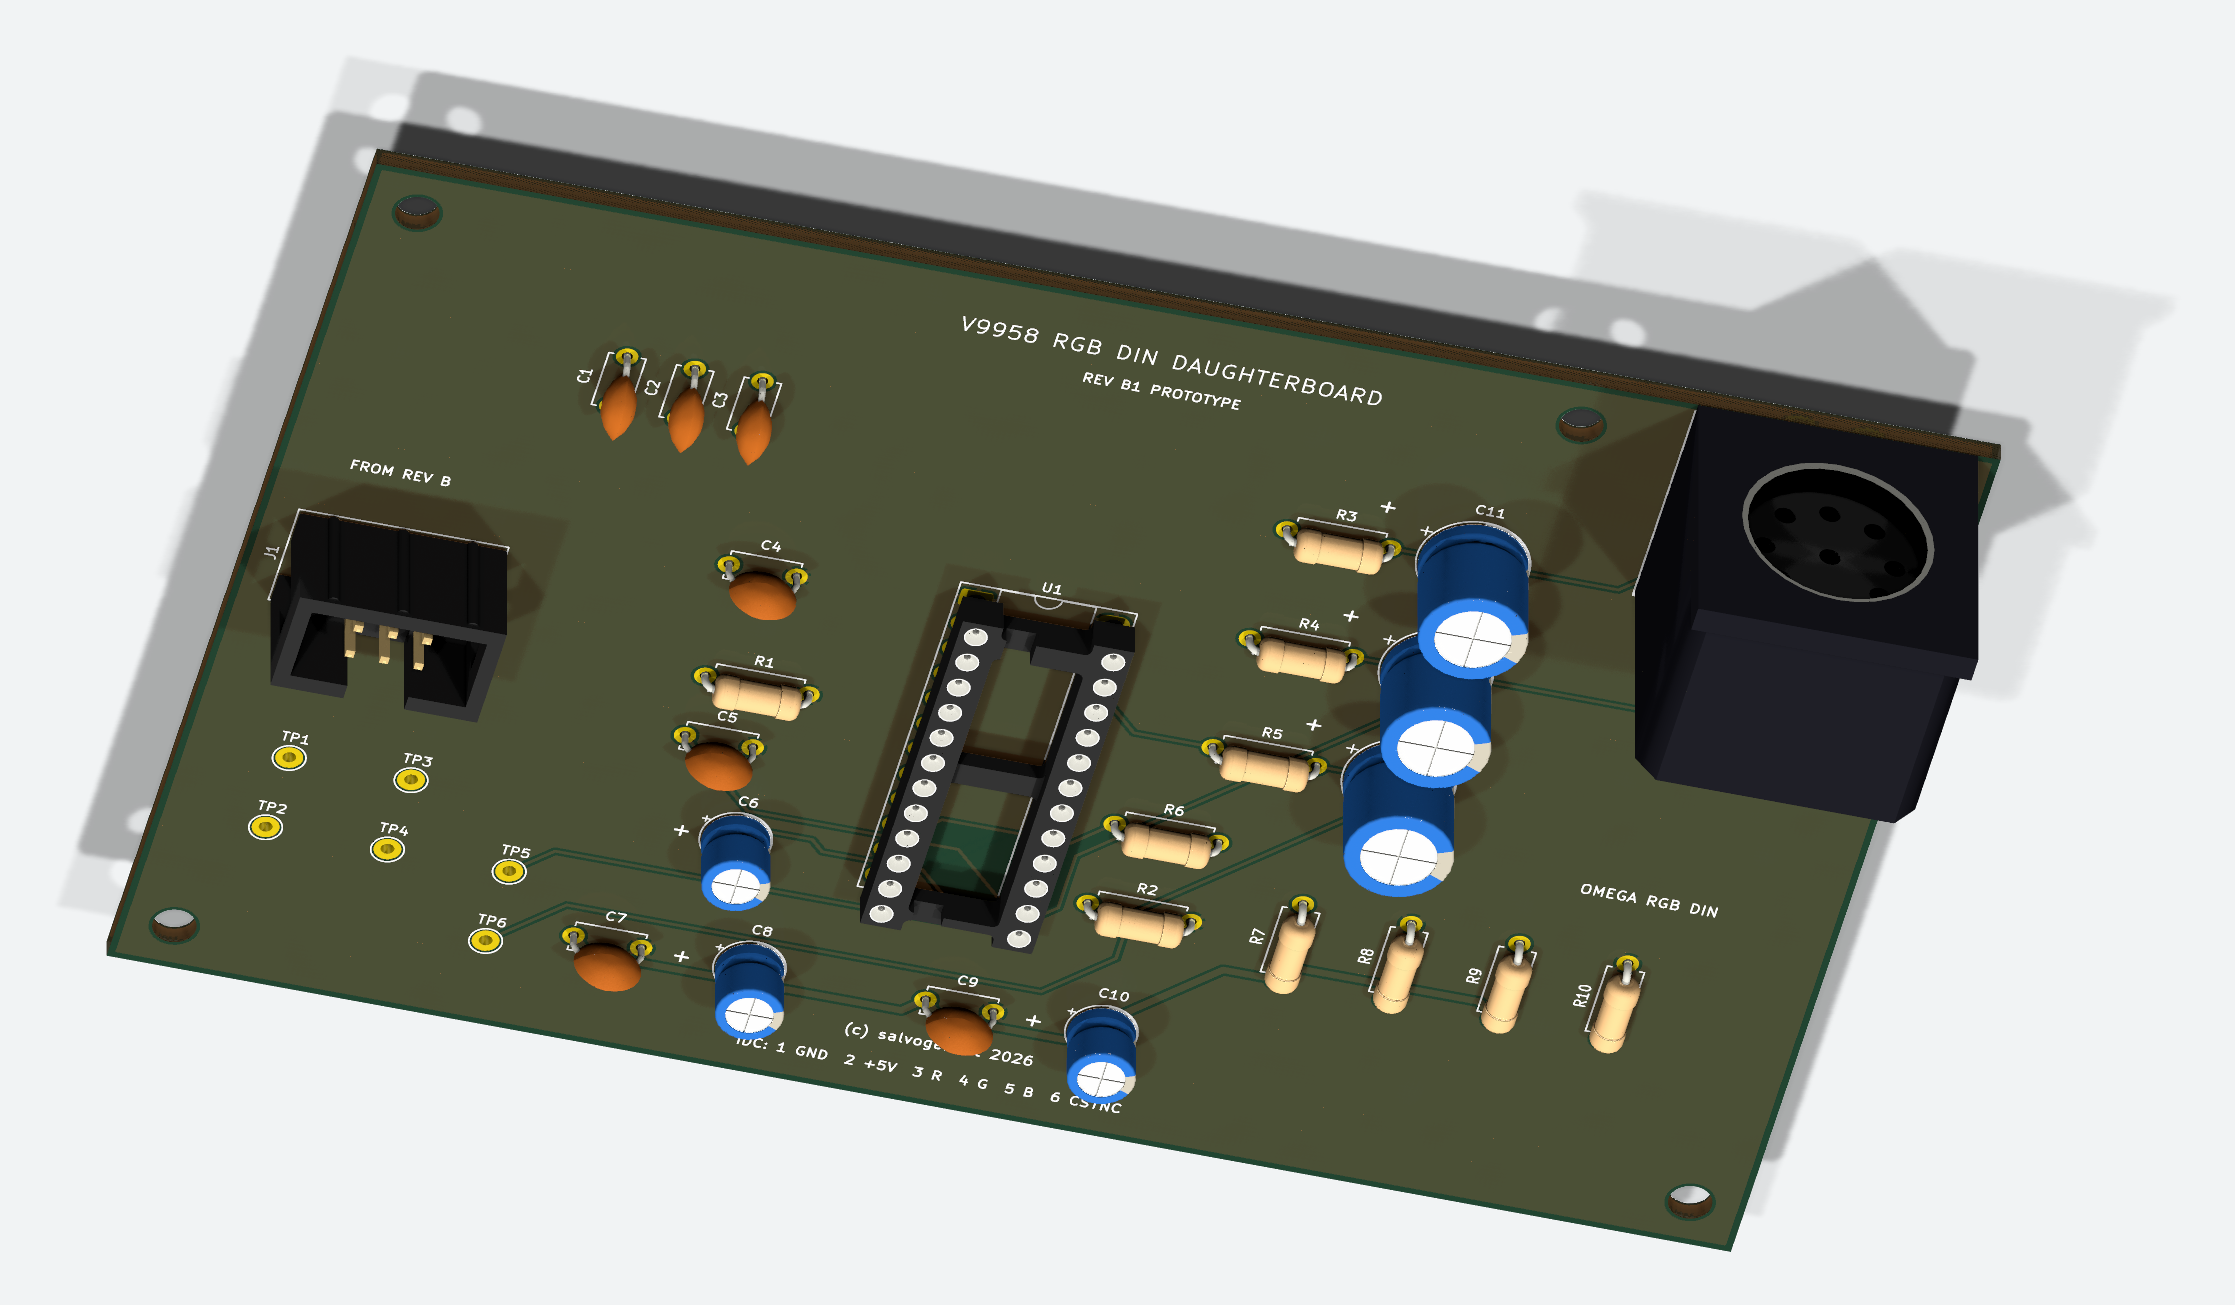 V9958 RGB DIN DAUGHTERBOARD
REV B1 PROTOTYPE
C1
C2
C3
FROM REV B
J1
C4
U1
R3
+
+
C11
R4
+
+
R1
C5
R5
+
+
TP1
TP3
TP2
TP4
TP5
TP6
C6
+
+
R6
R2
C7
C8
+
+
C9
C10
+
+
R7
R8
R9
R10
OMEGA RGB DIN
(c) 2026
IDC: 1 GND 2 +5V 3 R 4 G 5 B 6 CSYNC